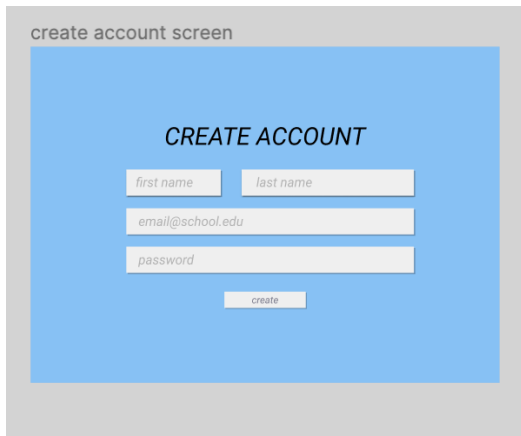 create account screen
CREATE ACCOUNT
first name last name
email@school.edu
password
create